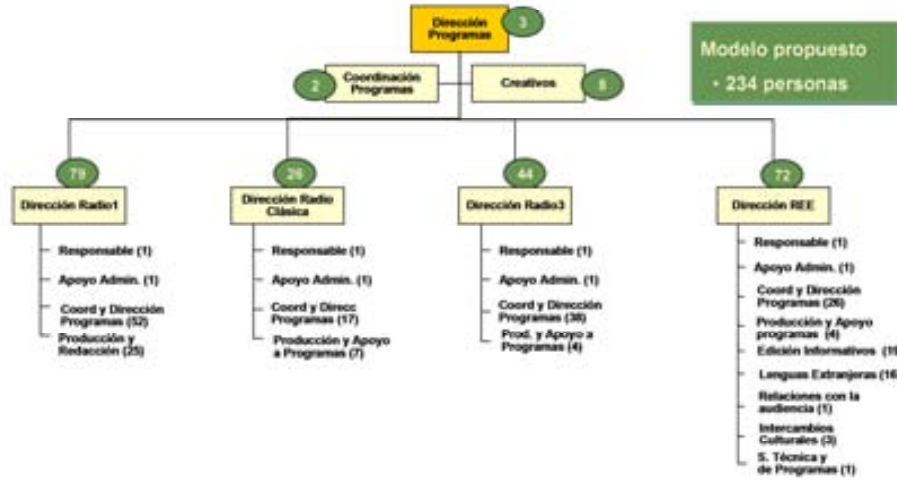 Dirección
Programas
3
Modelo propuesto
• 234 personas
2
Coordinación
Programas
Creativos
8
79
Dirección Radio1
Responsable (1)
Apoyo Admin. (1)
Coord y Dirección
Programas (52)
Producción y
Redacción (25)
26
Dirección Radio
Clásica
Responsable (1)
Apoyo Admin. (1)
Coord y Direcc
Programas (17)
Producción y Apoyo
a Programas (7)
44
Dirección Radio3
Responsable (1)
Apoyo Admin. (1)
Coord y Dirección
Programas (38)
Prod. y Apoyo a
Programas (4)
72
Dirección REE
Responsable (1)
Apoyo Admin. (1)
Coord y Dirección
Programas (26)
Producción y Apoyo
programas (4)
Edición Informativos (19
Lenguas Extranjeras (16
Relaciones con la
audiencia (1)
Intercambios
Culturales (3)
S. Técnica y
de Programas (1)